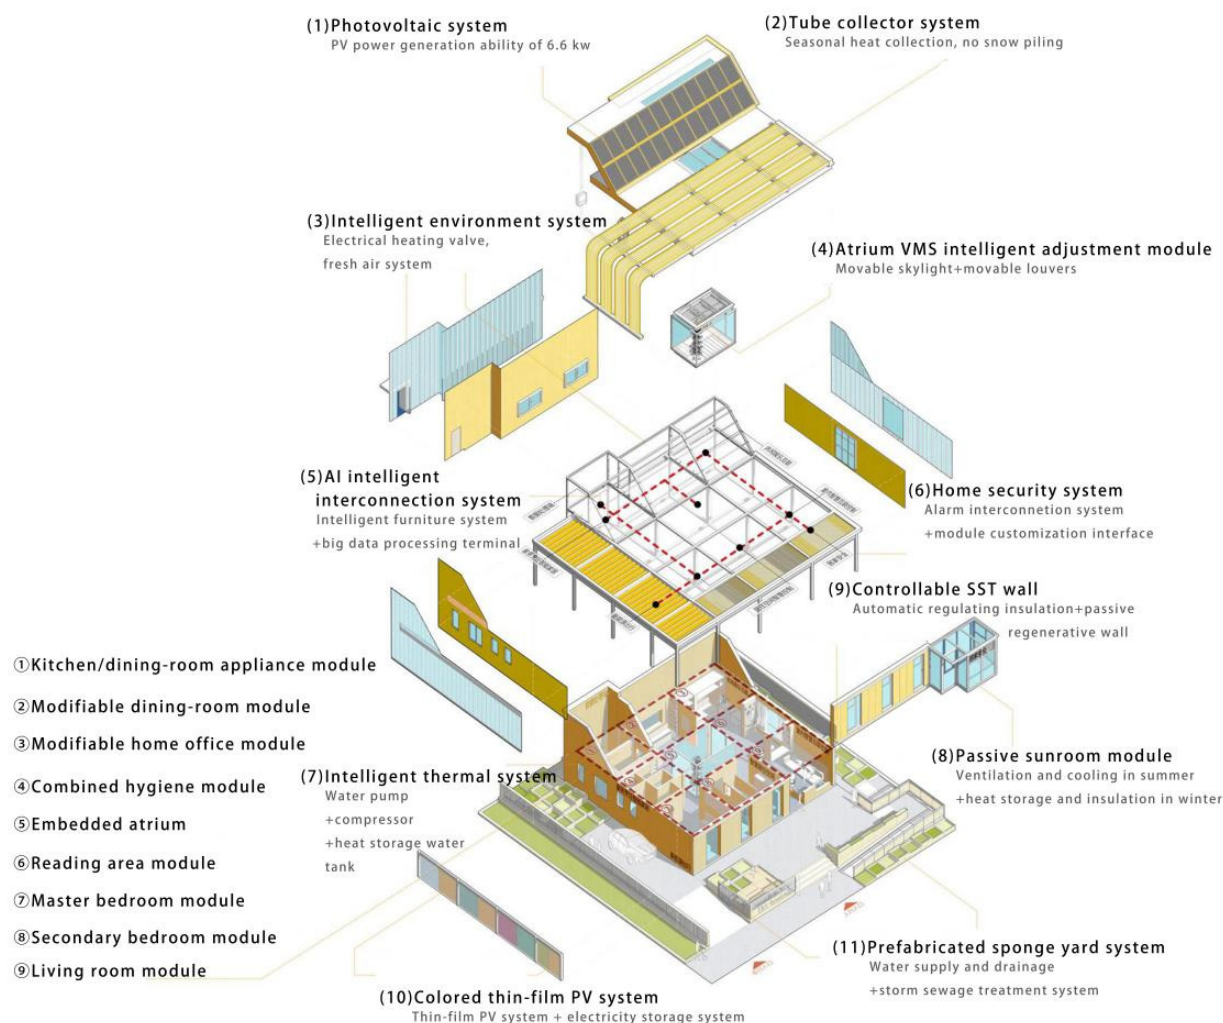 (1)Photovoltaic system
PV power generation ability of 6.6 kw
(2)Tube collector system
Seasonal heat collection, no snow piling
(3)Intelligent environment system
Electrical heating valve,
fresh air system
(4)Atrium VMS intelligent adjustment module
Movable skylight+movable louvers
(5)AI intelligent
interconnection system
Intelligent furniture system
+big data processing terminal
(6)Home security system
Alarm interconnetion system
+module customization interface
(9)Controllable SST wall
Automatic regulating insulation+passive
regenerative wall
①Kitchen/dining-room appliance module
②Modifiable dining-room module
③Modifiable home office module
④Combined hygiene module
⑤Embedded atrium
⑥Reading area module
⑦Master bedroom module
⑧Secondary bedroom module
⑨Living room module
(7)Intelligent thermal system
Water pump
+compressor
+heat storage water
tank
(8)Passive sunroom module
Ventilation and cooling in summer
+heat storage and insulation in winter
(10)Colored thin-film PV system
Thin-film PV system + electricity storage system
(11)Prefabricated sponge yard system
Water supply and drainage
+storm sewage treatment system